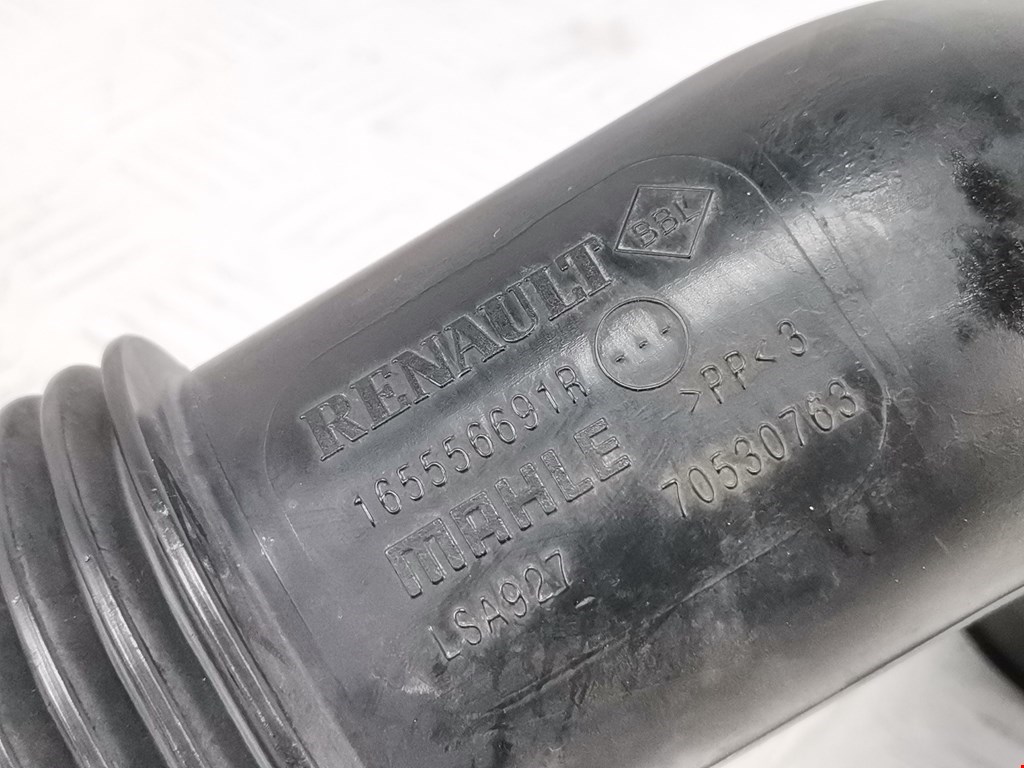 RENAULT BBL
165556691R
MAHLE >PP< 3
LSA927 70530763